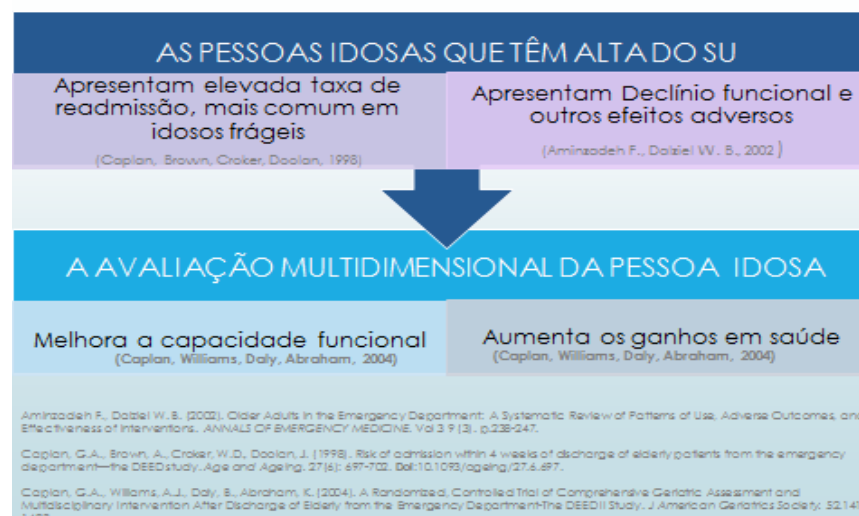 AS PESSOAS IDOSAS QUE TÊM ALTA DO SU
Apresentam elevada taxa de
readmissão, mais comum em
idosos frágeis
(Caplan, Brown, Croker, Doolan, 1998)
Apresentam Declínio funcional e
outros efeitos adversos
(Aminzadeh F., Dalziel W. B., 2002 )
A AVALIAÇÃO MULTIDIMENSIONAL DA PESSOA IDOSA
Melhora a capacidade funcional
(Caplan, Williams, Daly, Abraham, 2004)
Aumenta os ganhos em saúde
(Caplan, Williams, Daly, Abraham, 2004)
Aminzadeh F., Dalziel W. B. (2002). Older Adults in the Emergency Department: A Systematic Review of Patterns of Use, Adverse Outcomes, and
Effectiveness of Interventions. ANNALS OF EMERGENCY MEDICINE. Vol 3 9 (3). p.238-247.
Caplan, G.A., Brown, A., Croker, W.D., Doolan, J. (1998). Risk of admission within 4 weeks of discharge of elderly patients from the emergency
department—the DEED study. Age and Ageing. 27(6): 697-702. Doi:10.1093/ageing/27.6.697.
Caplan, G.A., Williams, A.J., Daly, B., Abraham, K. (2004). A Randomized, Controlled Trial of Comprehensive Geriatric Assessment and
Multidisciplinary Intervention After Discharge of Elderly from the Emergency Department-The DEED II Study. J American Geriatrics Society. 52: